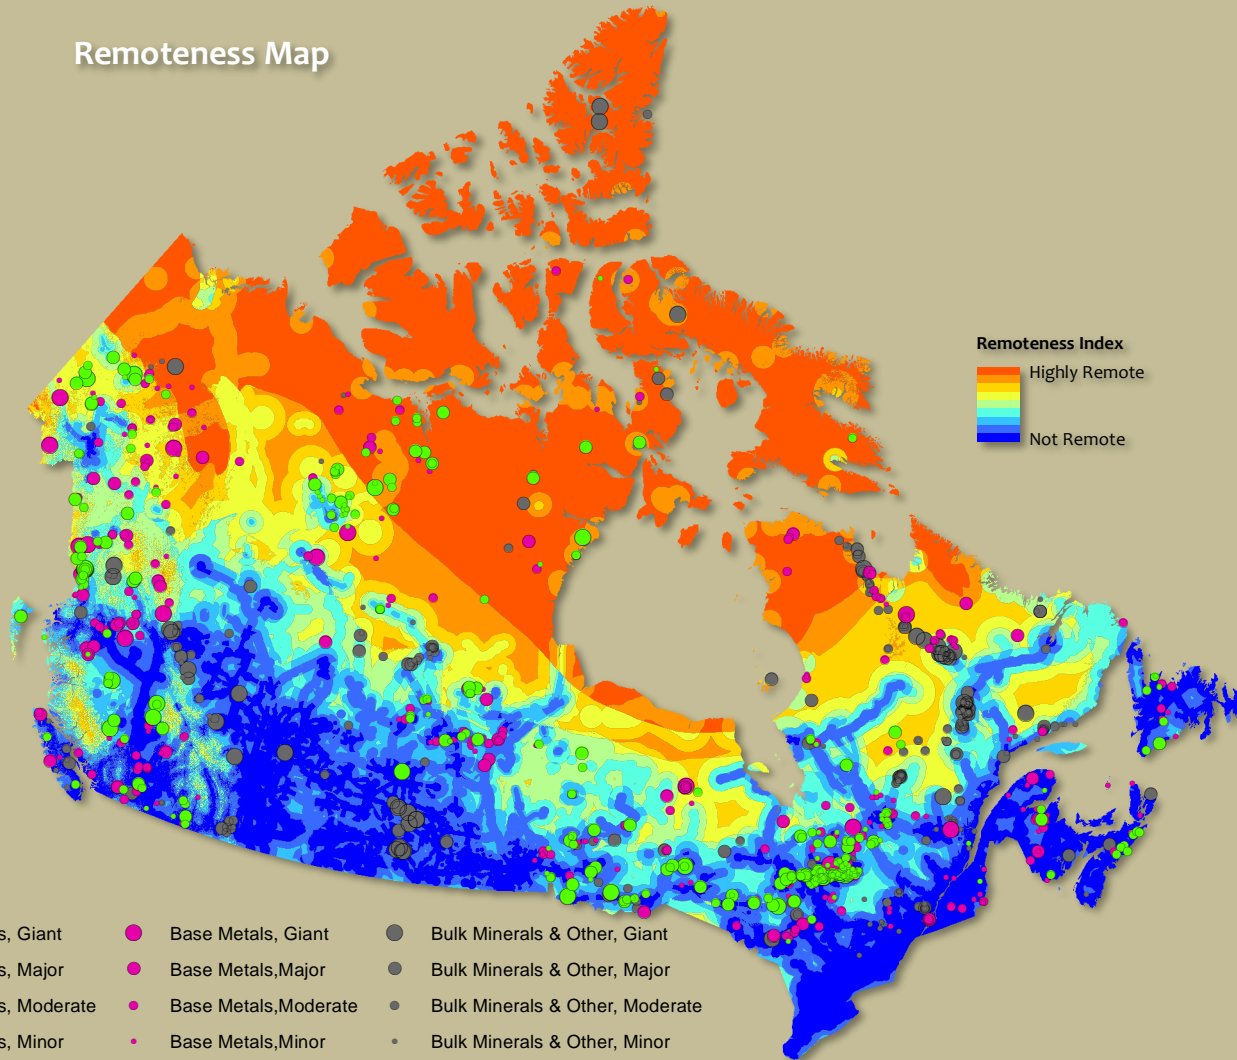 Remoteness Map
Remoteness Index
Highly Remote
Not Remote
s, Giant Base Metals, Giant Bulk Minerals & Other, Giant
s, Major Base Metals,Major Bulk Minerals & Other, Major
s, Moderate Base Metals,Moderate Bulk Minerals & Other, Moderate
s, Minor Base Metals,Minor Bulk Minerals & Other, Minor